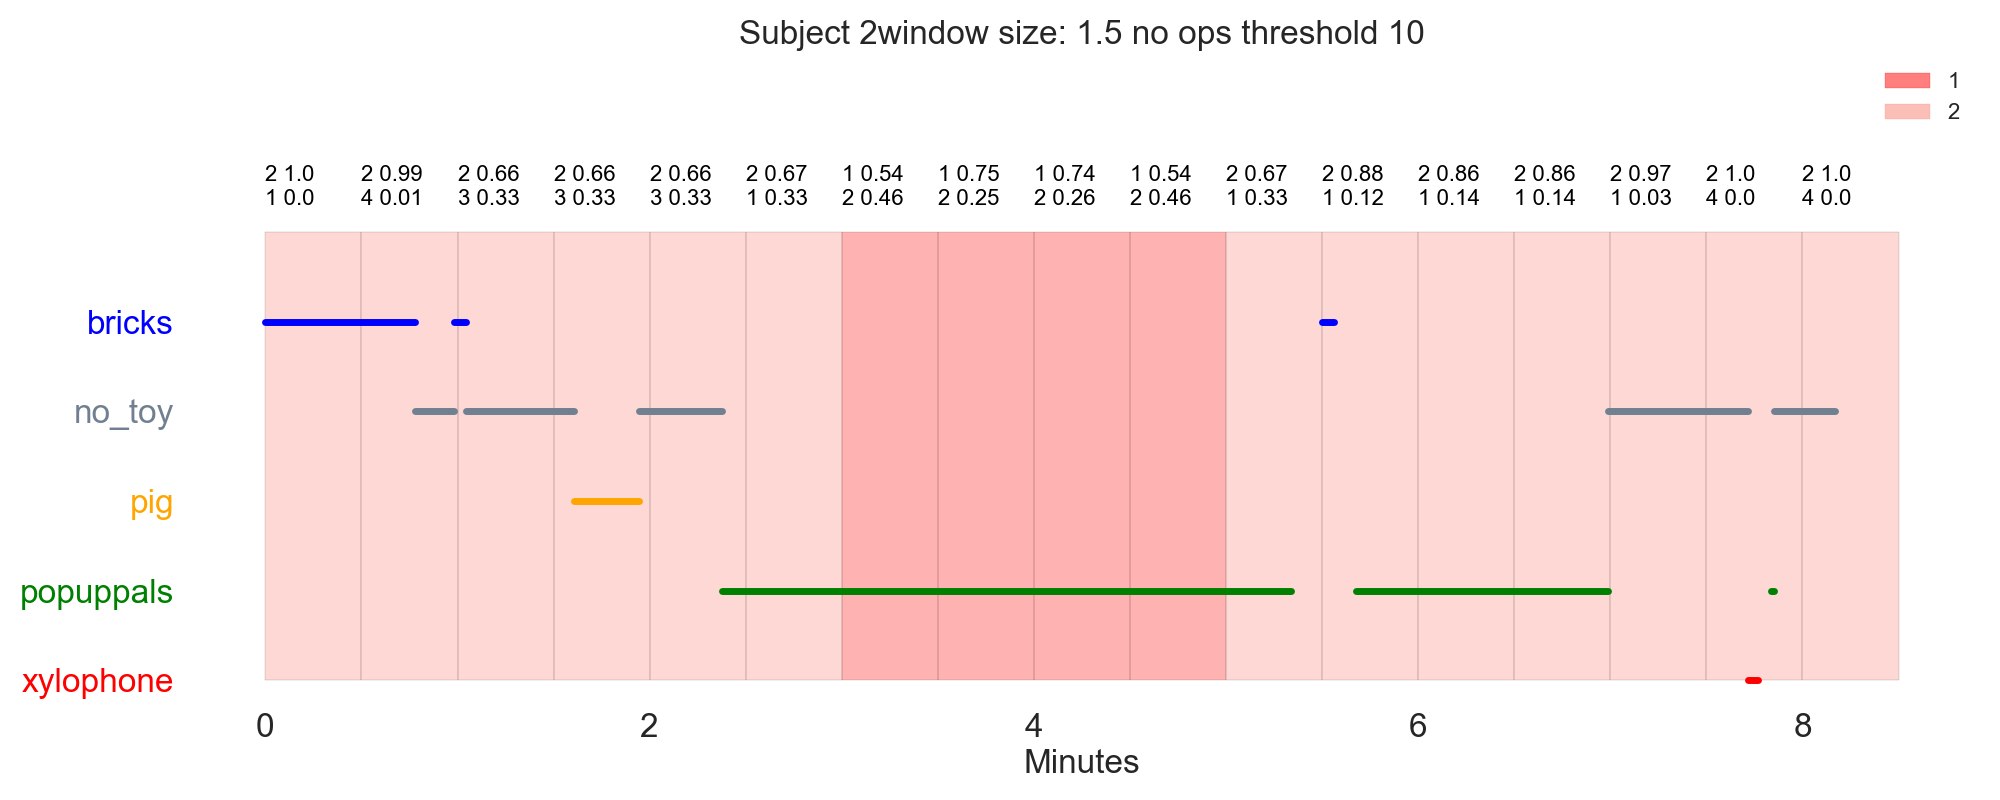 Subject 2window size: 1.5 no ops threshold 10
1
2
2 1.0 2 0.99 2 0.66 2 0.66 2 0.66 2 0.67 1 0.54 1 0.75 1 0.74 1 0.54 2 0.67 2 0.88 2 0.86 2 0.86 2 0.97 2 1.0 2 1.0
1 0.0 4 0.01 3 0.33 3 0.33 3 0.33 1 0.33 2 0.46 2 0.25 2 0.26 2 0.46 1 0.33 1 0.12 1 0.14 1 0.14 1 0.03 4 0.0 4 0.0
bricks
no_toy
pig
popuppals
xylophone
0 2 4 6 8
Minutes